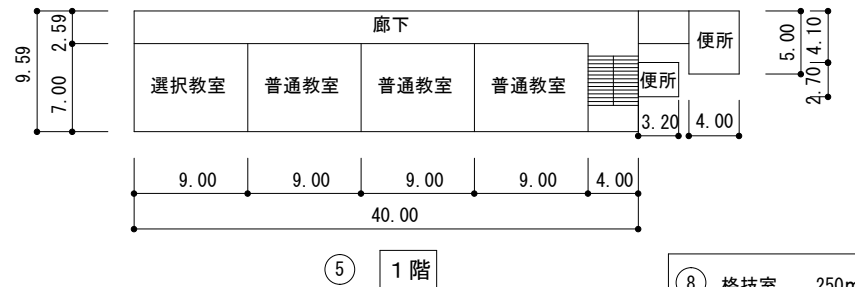 廊下
便所
選択教室 普通教室 普通教室 普通教室 便所
9.59
2.59
7.00
5.00
4.10
2.70
3.20 4.00
9.00 9.00 9.00 9.00 4.00
40.00
⑤ 1階
⑧ 格技室 250m